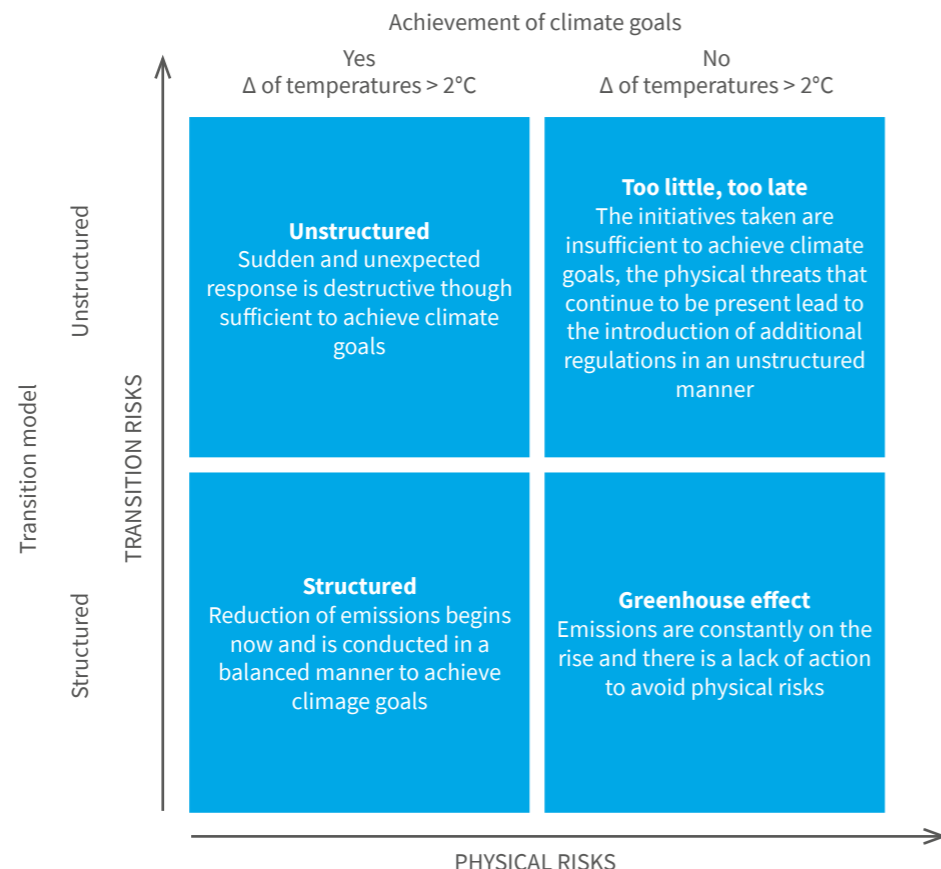 Achievement of climate goals
Yes
Δ of temperatures > 2°C
No
Δ of temperatures > 2°C
Transition model
Unstructured
Structured
TRANSITION RISKS
Unstructured
Sudden and unexpected
response is destructive though
sufficient to achieve climate
goals
Too little, too late
The initiatives taken are
insufficient to achieve climate
goals, the physical threats that
continue to be present lead to
the introduction of additional
regulations in an unstructured
manner
Structured
Reduction of emissions begins
now and is conducted in a
balanced manner to achieve
climage goals
Greenhouse effect
Emissions are constantly on the
rise and there is a lack of action
to avoid physical risks
PHYSICAL RISKS